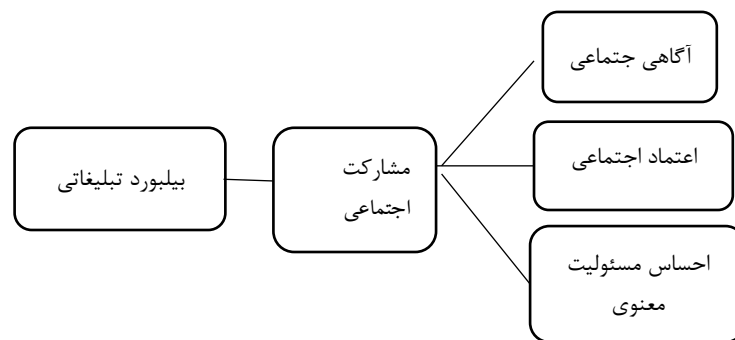 آگاهی جتماعی
اعتماد اجتماعی
احساس مسئولیت
معنوی
مشارکت
اجتماعی
بیلبورد تبلیغاتی